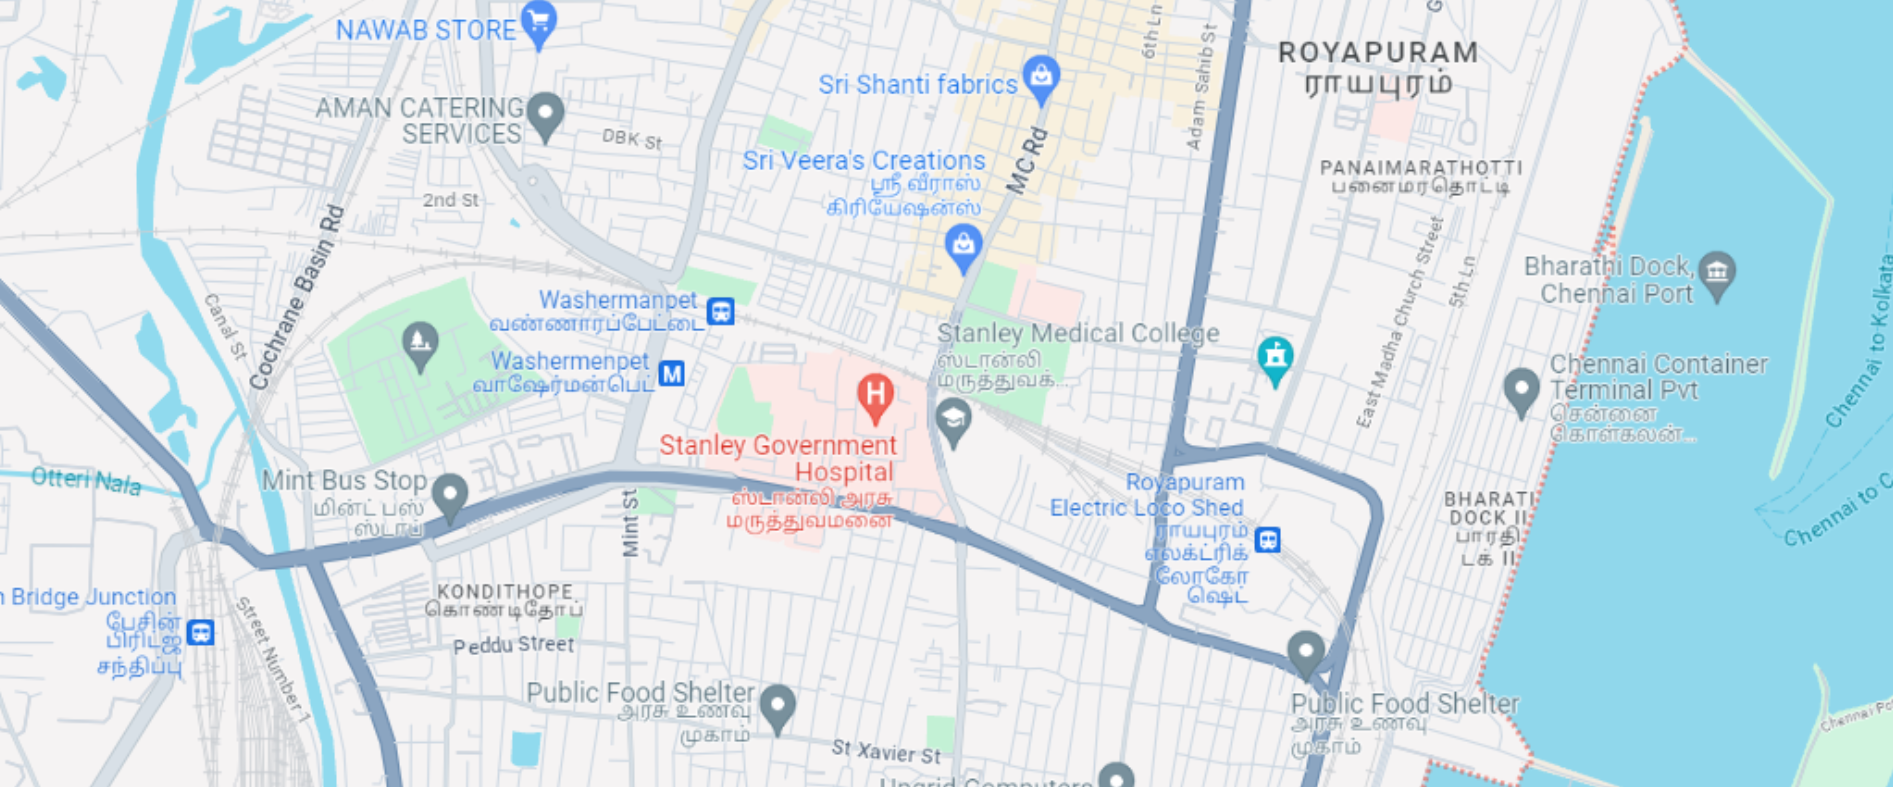 NAWAB STORE
ROYAPURAM
ராயபுரம்
Sri Shanti fabrics
6th Ln
Adam Sahib St
AMAN CATERING
SERVICES
DBK St
MC Rd
Sri Veera's Creations
ஸ்ரீ வீராஸ்
கிரியேஷன்ஸ்
PANAIMARATHOTTI
பனைமரதொட்டி
2nd St
Cochrane Basin Rd
Canal St
East Madha Church Street
5th Ln
Bharathi Dock,
Chennai Port
Chennai to Kolkata
Washermanpet
வண்ணாரப்பேட்டை
Washermenpet
வாஷேர்மன்பெட்
Stanley Medical College
ஸ்டான்லி
மருத்துவக்...
Chennai Container
Terminal Pvt
சென்னை
கொள்கலன்...
Stanley Government
Hospital
ஸ்டான்லி அரசு
மருத்துவமனை
Otteri Nala
Mint Bus Stop
மின்ட் பஸ்
ஸ்டாப்
Mint St
Royapuram
Electric Loco Shed
ராயபுரம்
எலக்ட்ரிக்
லோகோ
ஷெட்
BHARATI
DOCK II
பாரதி
டக் II
Chennai to
Bridge Junction
பேசின்
பிரிட்ஜ்
சந்திப்பு
Street Number 1
KONDITHOPE
கொண்டிதோப்
Peddu Street
Public Food Shelter
அரசு உணவு
முகாம்
St Xavier St
Public Food Shelter
அரசு உணவு
முகாம்
Chennai